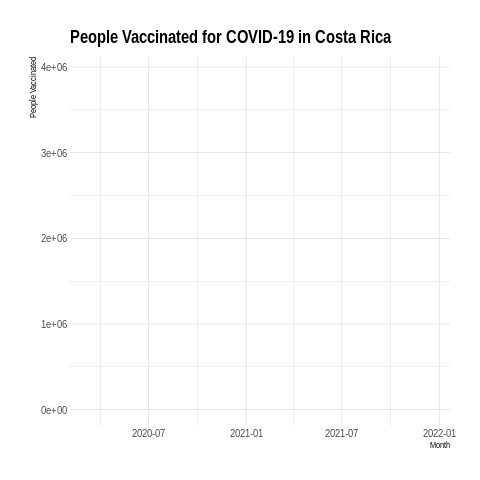 People Vaccinated for COVID-19 in Costa Rica
People Vaccinated
4e+06
3e+06
2e+06
1e+06
0e+00
2020-07 2021-01 2021-07 2022-01
Month